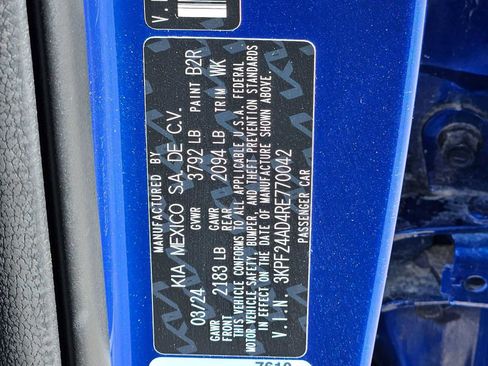 V. I
MANUFACTURED BY
KIA MEXICO S.A. DE C.V.
03/24 GVWR 3792 LB PAINT B2R
GAWR FRONT 2183 LB GAWR REAR 2094 LB TRIM WK
THIS VEHICLE CONFORMS TO ALL APPLICABLE U.S.A. FEDERAL
MOTOR VEHICLE SAFETY, BUMPER, AND THEFT PREVENTION STANDARDS
IN EFFECT ON THE DATE OF MANUFACTURE SHOWN ABOVE.
V. I. N. 3KPF24AD4RE770042
PASSENGER CAR